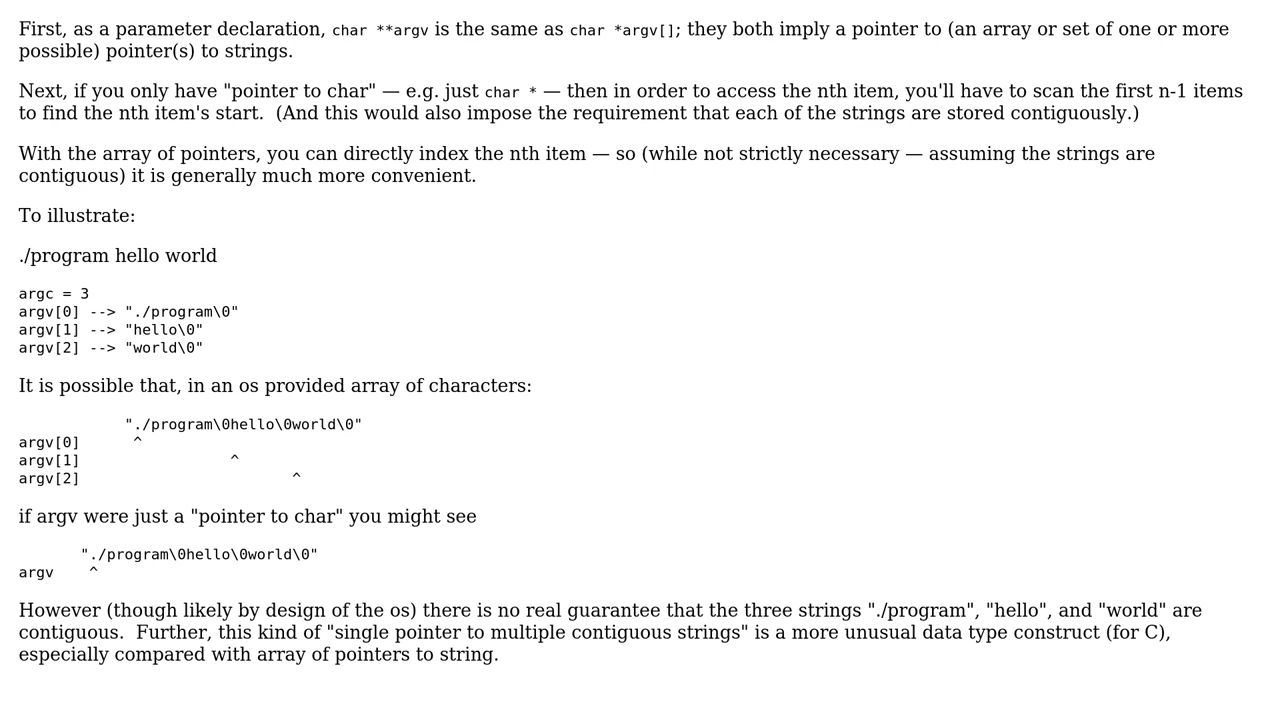 First, as a parameter declaration, char **argv is the same as char *argv[]; they both imply a pointer to (an array or set of one or more
possible) pointer(s) to strings.
Next, if you only have "pointer to char" — e.g. just char * — then in order to access the nth item, you'll have to scan the first n-1 items
to find the nth item's start.  (And this would also impose the requirement that each of the strings are stored contiguously.)
With the array of pointers, you can directly index the nth item — so (while not strictly necessary — assuming the strings are
contiguous) it is generally much more convenient.
To illustrate:
./program hello world
argc = 3
argv[0] --> "./program\0"
argv[1] --> "hello\0"
argv[2] --> "world\0"
It is possible that, in an os provided array of characters:
            "./program\0hello\0world\0"
argv[0]      ^
argv[1]                 ^
argv[2]                        ^
if argv were just a "pointer to char" you might see
       "./program\0hello\0world\0"
argv    ^
However (though likely by design of the os) there is no real guarantee that the three strings "./program", "hello", and "world" are
contiguous.  Further, this kind of "single pointer to multiple contiguous strings" is a more unusual data type construct (for C),
especially compared with array of pointers to string.